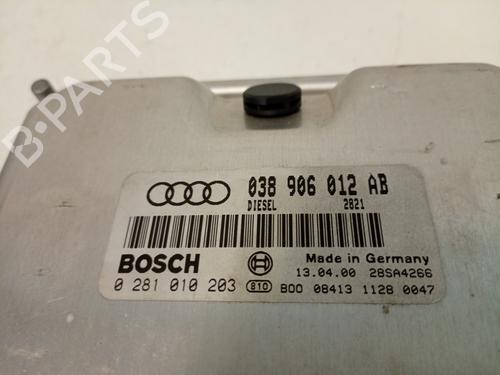 B-PARTS
038 906 012 AB
DIESEL 2821
BOSCH
Made in Germany
13.04.00 28SA4266
0 281 010 203 810 B00 08413 1128 0047